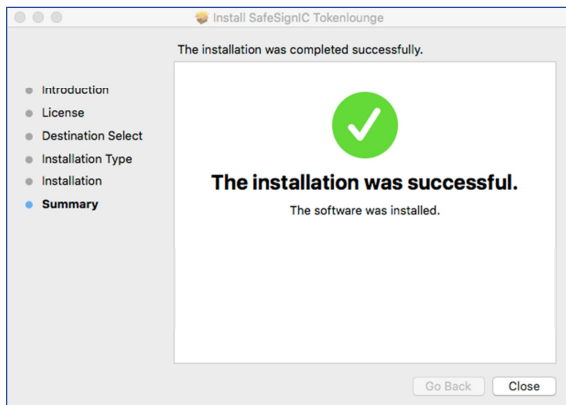 Install SafeSignIC Tokenlounge
The installation was completed successfully.
Introduction
License
Destination Select
Installation Type
Installation
Summary
The installation was successful.
The software was installed.
Go Back
Close